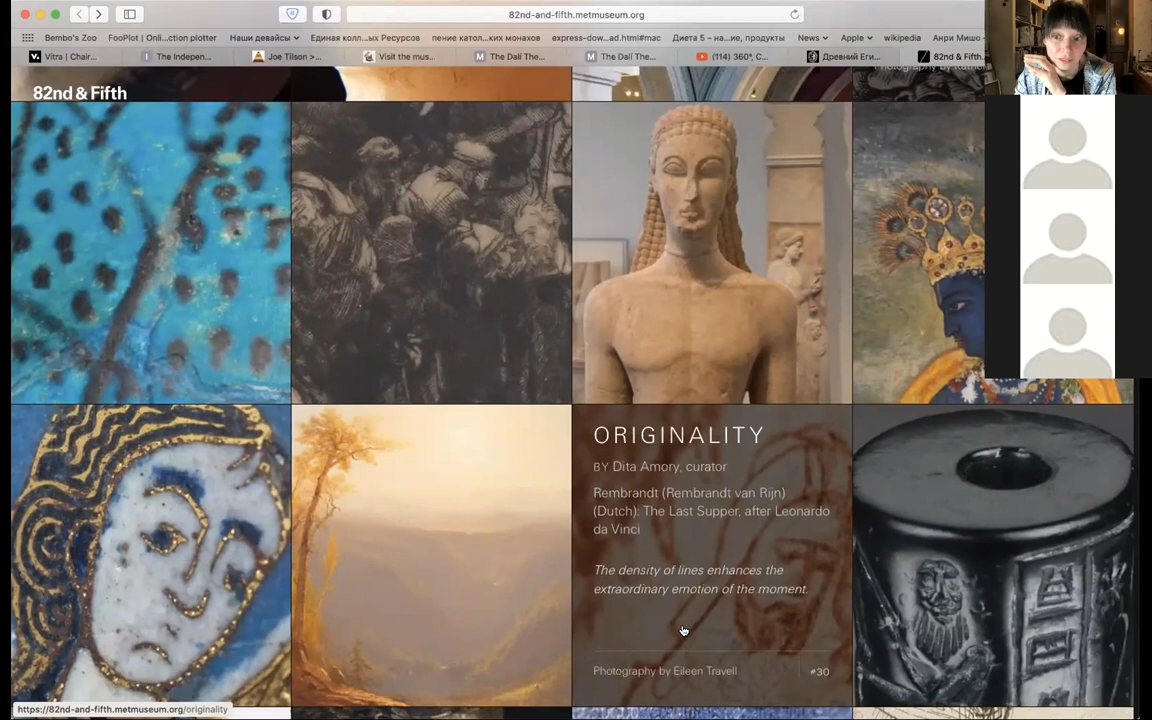 82nd-and-fifth.metmuseum.org
Bembo's Zoo
FooPlot | Onli...ction plotter
Наши девайсы
Единая колл...ых Ресурсов
пение катол...ких монахов
express-dow...ad.html#mac
Диета 5 – на...ие, продукты
News
Apple
wikipedia
Анри Мишо
Vitra | Chair...
The Indepen...
Joe Tilson >...
Visit the mus...
The Dalí The...
The Dalí The...
(114) 360°, C...
Древний Еги...
82nd & Fifth...
82nd & Fifth
ORIGINALITY
BY Dita Amory, curator
Rembrandt (Rembrandt van Rijn)
(Dutch): The Last Supper, after Leonardo
da Vinci
The density of lines enhances the
extraordinary emotion of the moment.
Photography by Eileen Travell
#30
https://82nd-and-fifth.metmuseum.org/originality